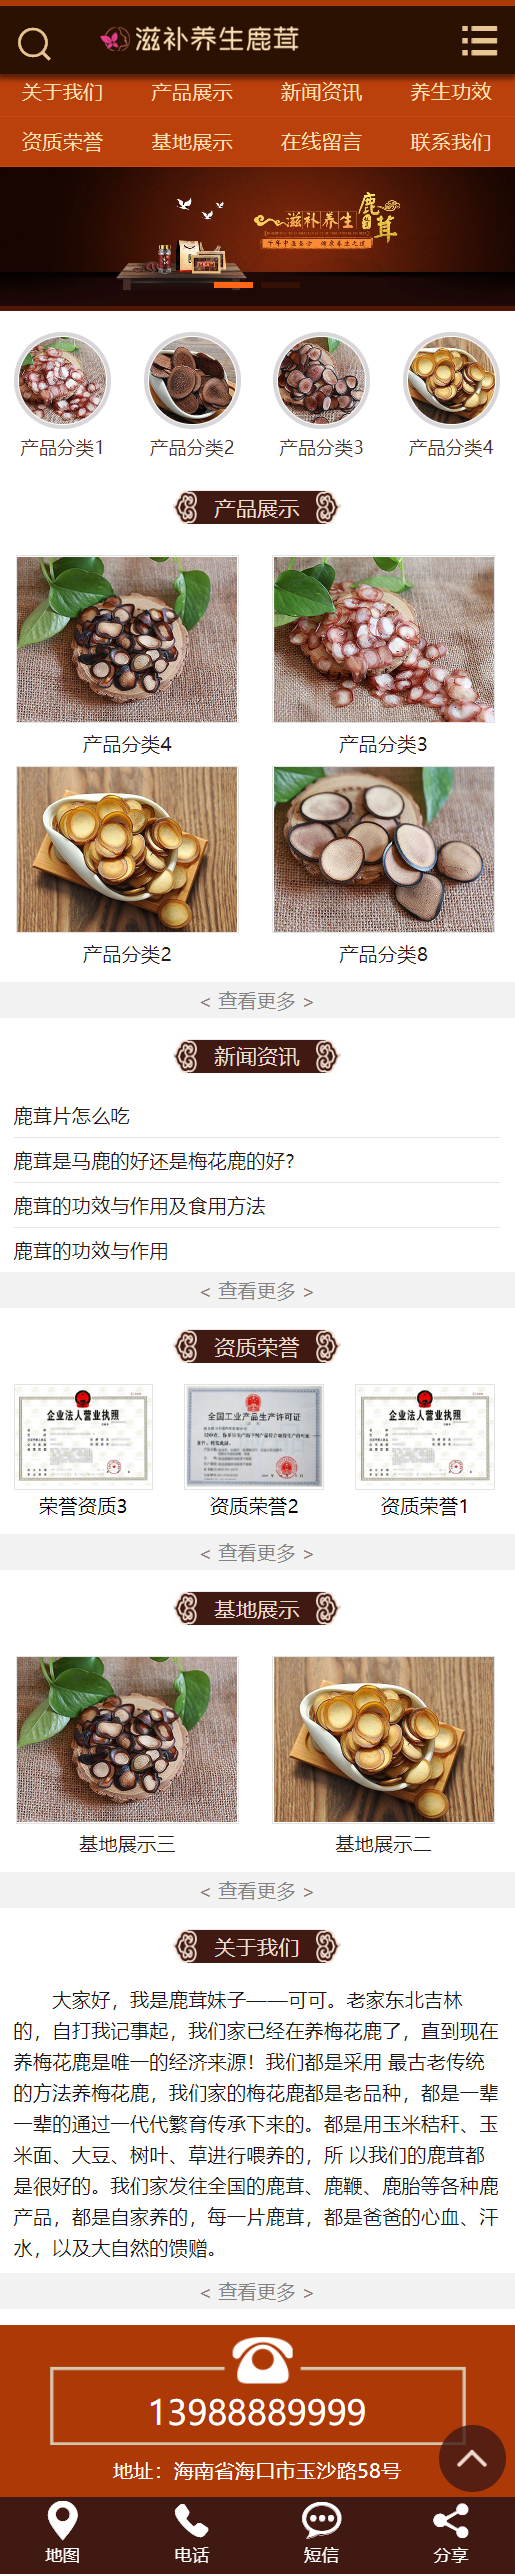 滋补养生鹿茸
关于我们 产品展示 新闻资讯 养生功效
资质荣誉 基地展示 在线留言 联系我们
滋补养生鹿茸
产品分类1 产品分类2 产品分类3 产品分类4
产品展示
产品分类4 产品分类3
产品分类2 产品分类8
< 查看更多 >
新闻资讯
鹿茸片怎么吃
鹿茸是马鹿的好还是梅花鹿的好?
鹿茸的功效与作用及食用方法
鹿茸的功效与作用
< 查看更多 >
资质荣誉
企业法人营业执照 全国工业产品生产许可证 企业法人营业执照
荣誉资质3 资质荣誉2 资质荣誉1
< 查看更多 >
基地展示
基地展示三 基地展示二
< 查看更多 >
关于我们
大家好，我是鹿茸妹子——可可。老家东北吉林
的，自打我记事起，我们家已经在养梅花鹿了，直到现在
养梅花鹿是唯一的经济来源！我们都是采用 最古老传统
的方法养梅花鹿，我们家的梅花鹿都是老品种，都是一辈
一辈的通过一代代繁育传承下来的。都是用玉米秸秆、玉
米面、大豆、树叶、草进行喂养的，所 以我们的鹿茸都
是很好的。我们家发往全国的鹿茸、鹿鞭、鹿胎等各种鹿
产品，都是自家养的，每一片鹿茸，都是爸爸的心血、汗
水，以及大自然的馈赠。
< 查看更多 >
13988889999
地址：海南省海口市玉沙路58号
地图 电话 短信 分享